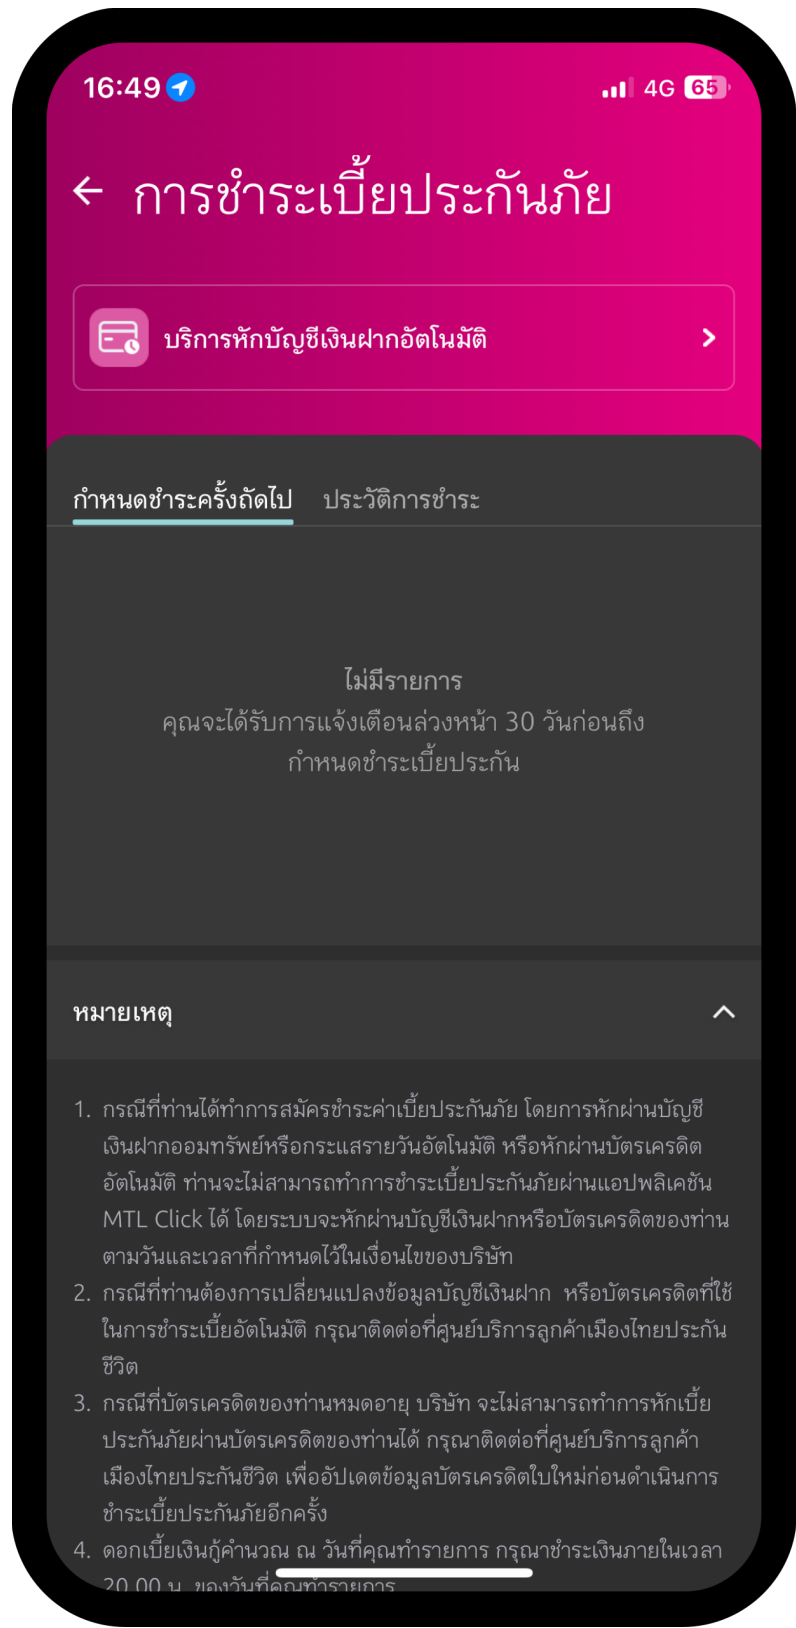 16:49
4G 65
การชำระเบี้ยประกันภัย
บริการหักบัญชีเงินฝากอัตโนมัติ
กำหนดชำระครั้งถัดไป ประวัติการชำระ
ไม่มีรายการ
คุณจะได้รับการแจ้งเตือนล่วงหน้า 30 วันก่อนถึง
กำหนดชำระเบี้ยประกัน
หมายเหตุ
1. กรณีที่ท่านได้ทำการสมัครชำระค่าเบี้ยประกันภัย โดยการหักผ่านบัญชี
เงินฝากออมทรัพย์หรือกระแสรายวันอัตโนมัติ หรือหักผ่านบัตรเครดิต
อัตโนมัติ ท่านจะไม่สามารถทำการชำระเบี้ยประกันภัยผ่านแอปพลิเคชัน
MTL Click ได้ โดยระบบจะหักผ่านบัญชีเงินฝากหรือบัตรเครดิตของท่าน
ตามวันและเวลาที่กำหนดไว้ในเงื่อนไขของบริษัท
2. กรณีที่ท่านต้องการเปลี่ยนแปลงข้อมูลบัญชีเงินฝาก หรือบัตรเครดิตที่ใช้
ในการชำระเบี้ยอัตโนมัติ กรุณาติดต่อที่ศูนย์บริการลูกค้าเมืองไทยประกัน
ชีวิต
3. กรณีที่บัตรเครดิตของท่านหมดอายุ บริษัท จะไม่สามารถทำการหักเบี้ย
ประกันภัยผ่านบัตรเครดิตของท่านได้ กรุณาติดต่อที่ศูนย์บริการลูกค้า
เมืองไทยประกันชีวิต เพื่ออัปเดตข้อมูลบัตรเครดิตใบใหม่ก่อนดำเนินการ
ชำระเบี้ยประกันภัยอีกครั้ง
4. ดอกเบี้ยเงินกู้คำนวณ ณ วันที่คุณทำรายการ กรุณาชำระเงินภายในเวลา
20.00 น. ของวันที่คุณทำรายการ